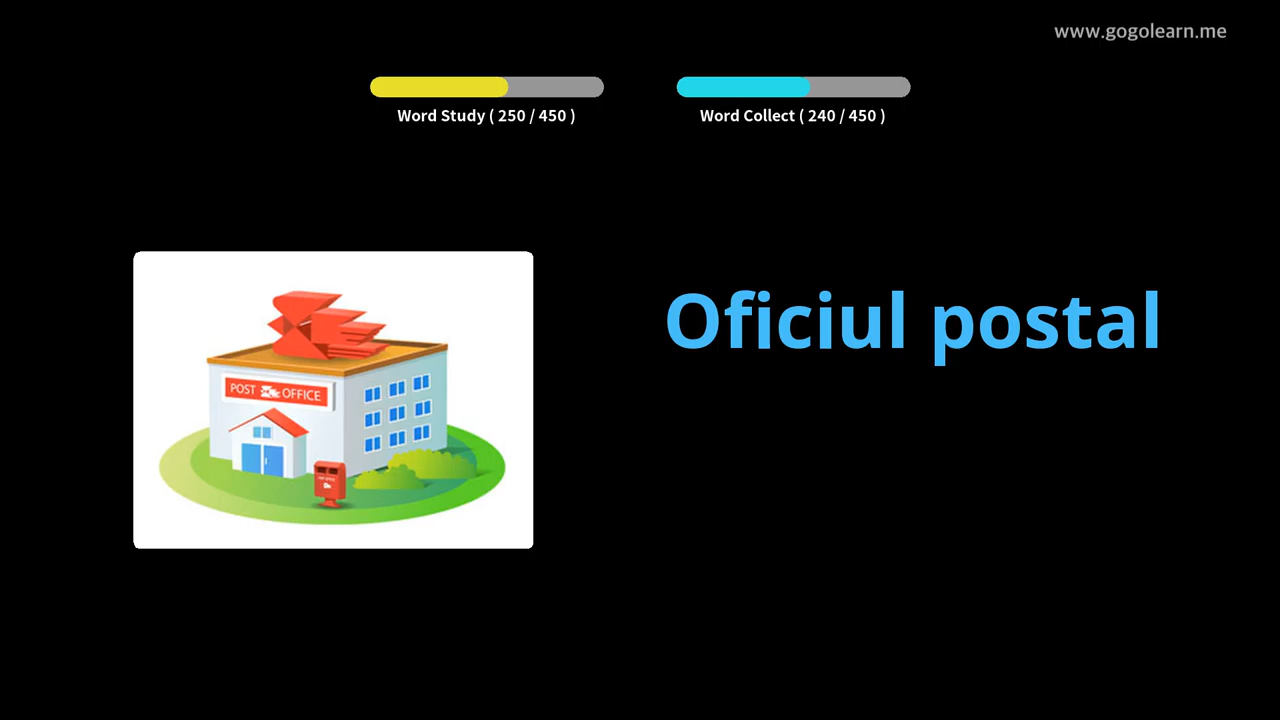 www.gogolearn.me
Word Study ( 250 / 450 )
Word Collect ( 240 / 450 )
Oficiul postal
POST OFFICE